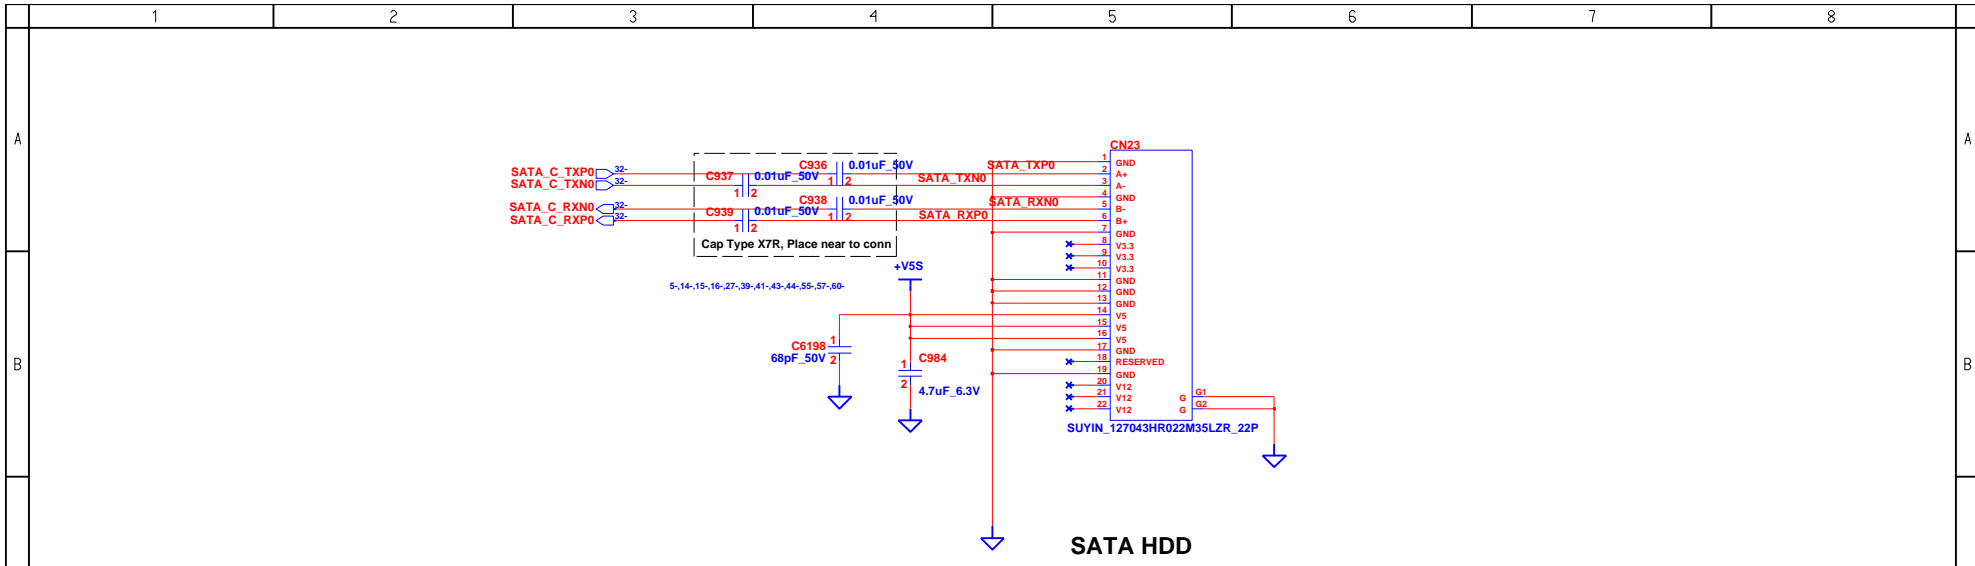 1 2 3 4 5 6 7 8
A A
CN23
SATA_C_TXP0 32- C936 0.01uF_50V SATA_TXP0 1 GND
2 A+
SATA_C_TXN0 32- C937 0.01uF_50V 1 2 SATA_TXN0 3 A-
1 2
4 GND
SATA_C_RXN0 32- C938 0.01uF_50V SATA_RXN0 5 B-
SATA_C_RXP0 32- C939 0.01uF_50V 1 2 SATA_RXP0 6 B+
1 2
7 GND
Cap Type X7R, Place near to conn
8 V3.3
9 V3.3
10 V3.3
+V5S
11 GND
5-,14-,15-,16-,27-,39-,41-,43-,44-,55-,57-,60-
12 GND
13 GND
14 V5
15 V5
16 V5
1 17 GND
C6198
68pF_50V 2
1 C984
18 RESERVED
B B
19 GND
2 4.7uF_6.3V
20 V12
21 V12 G G1
22 V12 G G2
SUYIN_127043HR022M35LZR_22P
SATA HDD